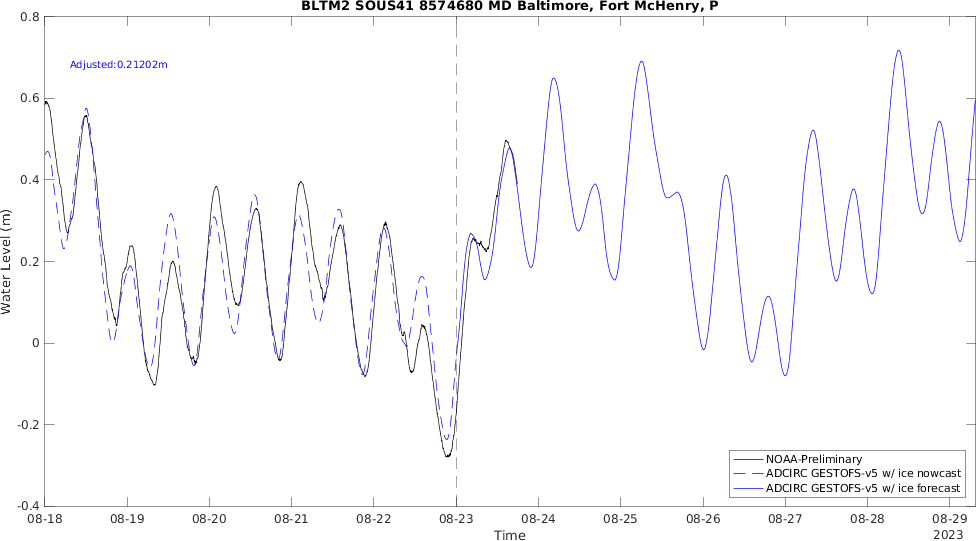 BLTM2 SOUS41 8574680 MD Baltimore, Fort McHenry, P
Adjusted:0.21202m
Water Level (m)
0.8
0.6
0.4
0.2
0
-0.2
-0.4
NOAA-Preliminary
ADCIRC GESTOFS-v5 w/ ice nowcast
ADCIRC GESTOFS-v5 w/ ice forecast
08-18 08-19 08-20 08-21 08-22 08-23 08-24 08-25 08-26 08-27 08-28 08-29
Time
2023